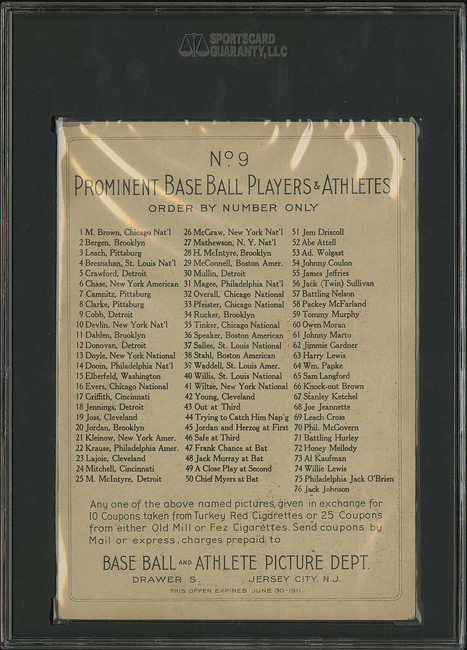 SPORTSCARD
GUARANTY, LLC
No 9
PROMINENT BASE BALL PLAYERS & ATHLETES
ORDER BY NUMBER ONLY
1 M. Brown, Chicago Nat'l
2 Bergen, Brooklyn
3 Leach, Pittsburg
4 Bresnahan, St. Louis Nat'l
5 Crawford, Detroit
6 Chase, New York American
7 Camnitz, Pittsburg
8 Clarke, Pittsburg
9 Cobb, Detroit
10 Devlin, New York Nat'l
11 Dahlen, Brooklyn
12 Donovan, Detroit
13 Doyle, New York National
14 Dooin, Philadelphia Nat'l
15 Elberfeld, Washington
16 Evers, Chicago National
17 Griffith, Cincinnati
18 Jennings, Detroit
19 Joss, Cleveland
20 Jordan, Brooklyn
21 Kleinow, New York Amer.
22 Krause, Philadelphia Amer.
23 Lajoie, Cleveland
24 Mitchell, Cincinnati
25 M. McIntyre, Detroit
26 McGraw, New York Nat'l
27 Mathewson, N. Y. Nat'l
28 H. McIntyre, Brooklyn
29 McConnell, Boston Amer.
30 Mullin, Detroit
31 Magee, Philadelphia Nat'l
32 Overall, Chicago National
33 Pfeister, Chicago National
34 Rucker, Brooklyn
35 Tinker, Chicago National
36 Speaker, Boston American
37 Sallee, St. Louis National
38 Stahl, Boston American
39 Waddell, St. Louis Amer.
40 Willis, St. Louis National
41 Wiltse, New York National
42 Young, Cleveland
43 Out at Third
44 Trying to Catch Him Nap'g
45 Jordan and Herzog at First
46 Safe at Third
47 Frank Chance at Bat
48 Jack Murray at Bat
49 A Close Play at Second
50 Chief Myers at Bat
51 Jem Driscoll
52 Abe Attell
53 Ad. Wolgast
54 Johnny Coulon
55 James Jeffries
56 Jack (Twin) Sullivan
57 Battling Nelson
58 Packey McFarland
59 Tommy Murphy
60 Owen Moran
61 Johnny Marto
62 Jimmie Gardner
63 Harry Lewis
64 Wm. Papke
65 Sam Langford
66 Knock-out Brown
67 Stanley Ketchel
68 Joe Jeannette
69 Leach Cross
70 Phil. McGovern
71 Battling Hurley
72 Honey Mellody
73 Al Kaufman
74 Willie Lewis
75 Philadelphia Jack O'Brien
76 Jack Johnson
Any one of the above named pictures, given in exchange for
10 Coupons taken from Turkey Red Cigarettes or 25 Coupons
from either Old Mill or Fez Cigarettes. Send coupons by
Mail or express, charges prepaid to
BASE BALL AND ATHLETE PICTURE DEPT.
DRAWER S, JERSEY CITY, N.J.
THIS OFFER EXPIRES JUNE 30-1911.